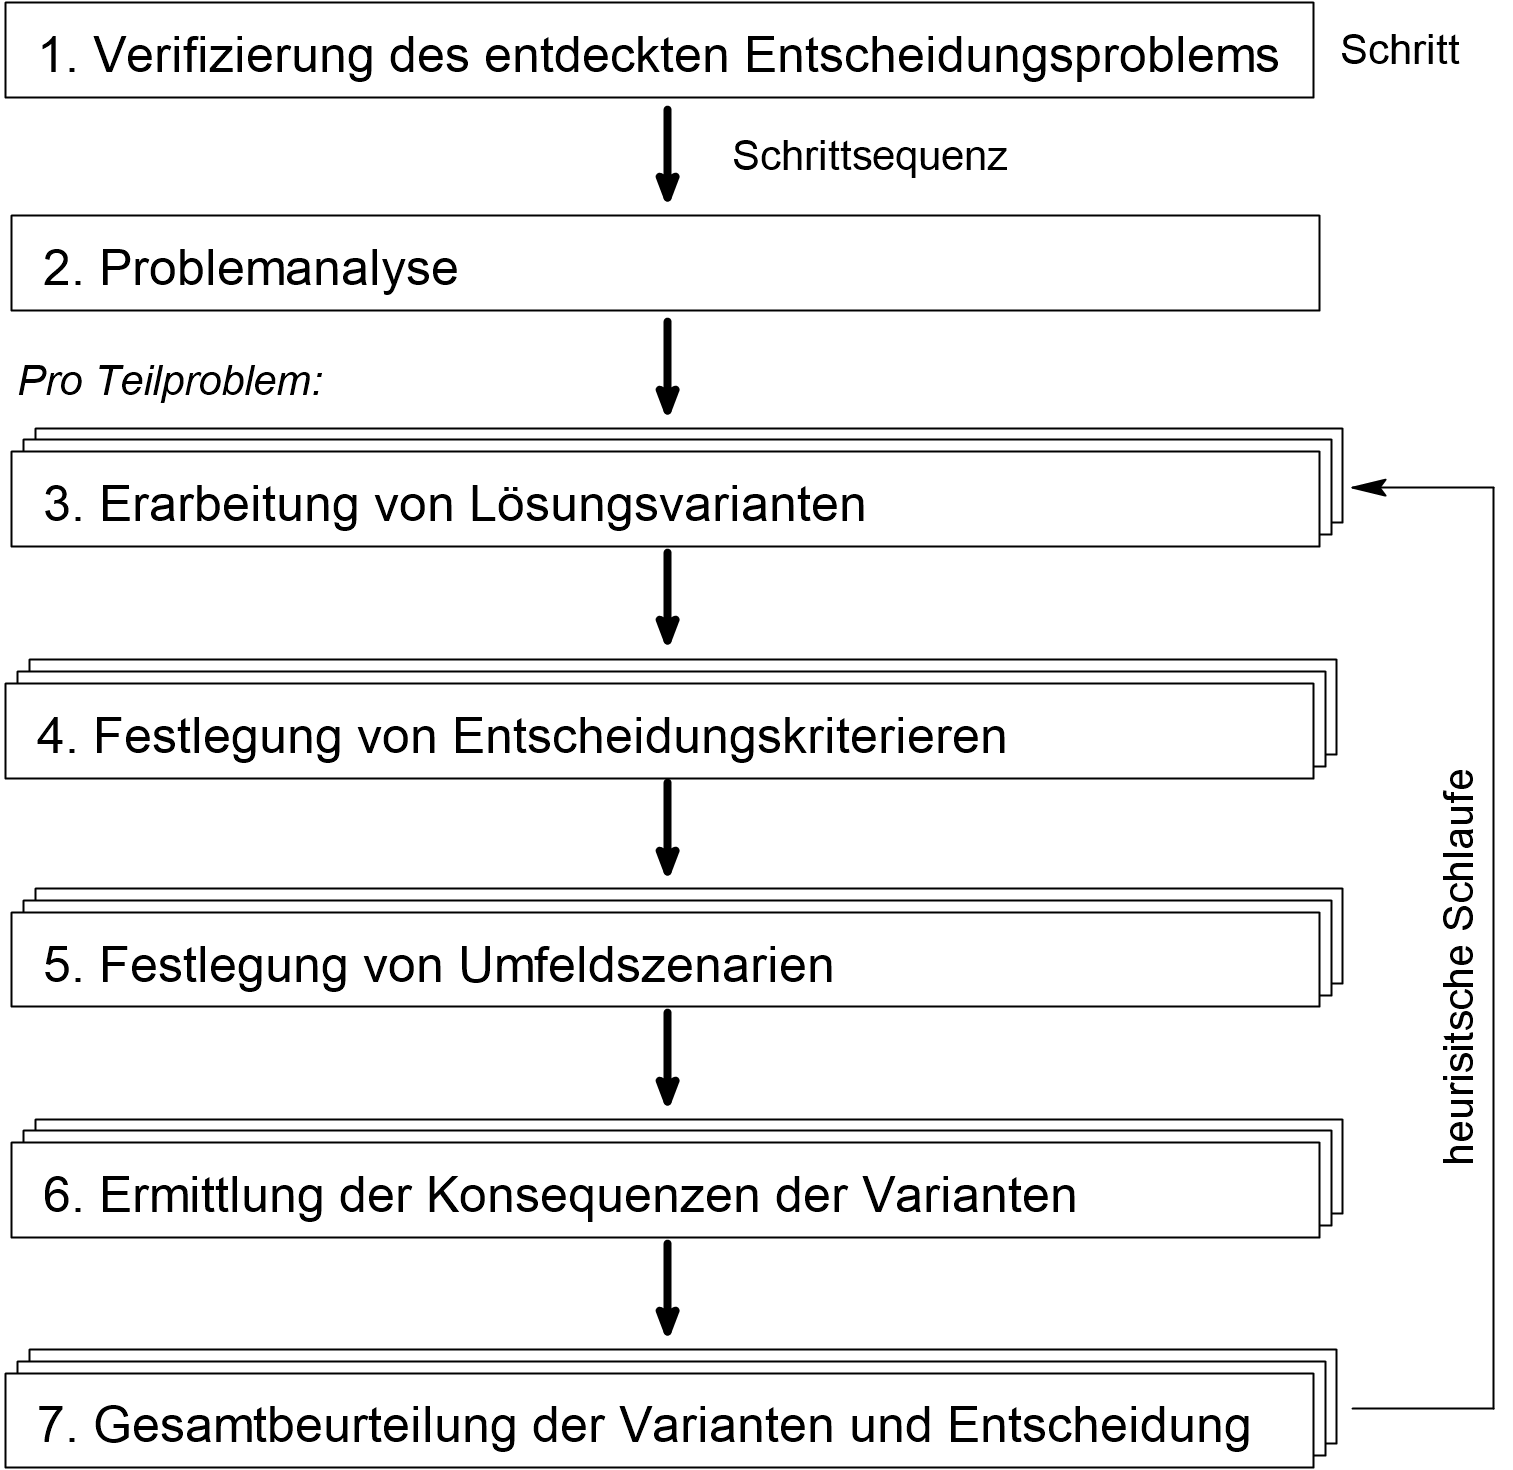 1. Verifizierung des entdeckten Entscheidungsproblems
Schritt
Schrittsequenz
2. Problemanalyse
Pro Teilproblem:
3. Erarbeitung von Lösungsvarianten
4. Festlegung von Entscheidungskriterieren
5. Festlegung von Umfeldszenarien
6. Ermittlung der Konsequenzen der Varianten
7. Gesamtbeurteilung der Varianten und Entscheidung
heurisitsche Schlaufe